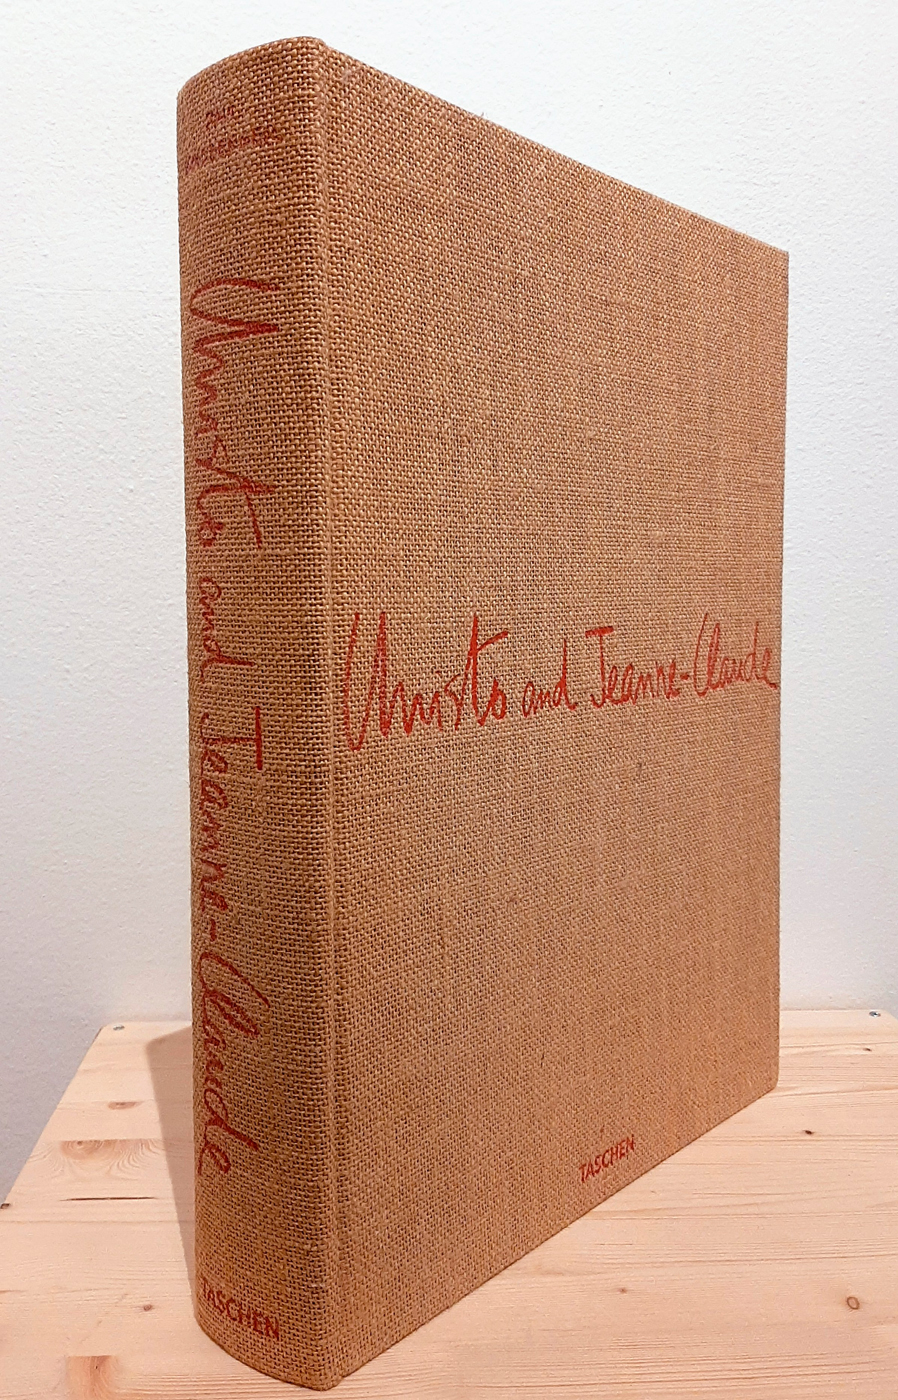 Christo and Jeanne-Claude
TASCHEN
Christo and Jeanne-Claude
TASCHEN